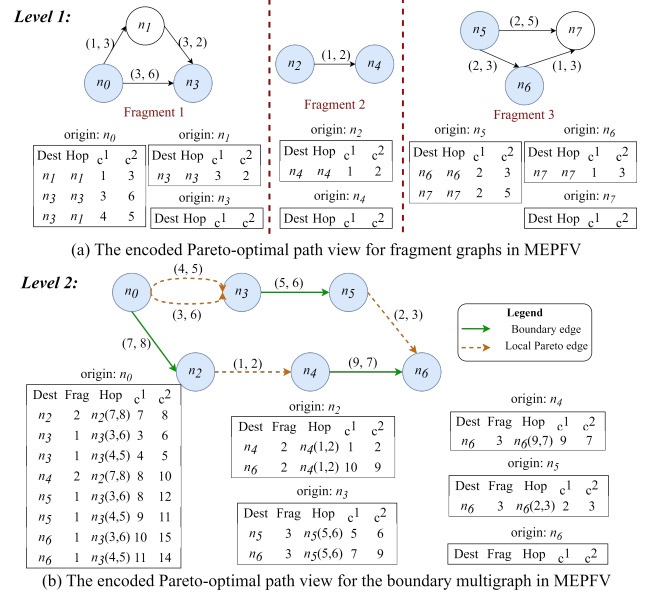 Level 1:
n1
(1, 3)
(3, 2)
n0
(3, 6)
n3
Fragment 1
n2
(1, 2)
n4
Fragment 2
n5
(2, 5)
n7
(2, 3)
(1, 3)
n6
Fragment 3
origin: n0
Dest Hop c1 c2
n1 n1 1 3
n3 n3 3 6
n3 n1 4 5
origin: n1
Dest Hop c1 c2
n3 n3 3 2
origin: n3
Dest Hop c1 c2
origin: n2
Dest Hop c1 c2
n4 n4 1 2
origin: n4
Dest Hop c1 c2
origin: n5
Dest Hop c1 c2
n6 n6 2 3
n7 n7 2 5
origin: n6
Dest Hop c1 c2
n7 n7 1 3
origin: n7
Dest Hop c1 c2
(a) The encoded Pareto-optimal path view for fragment graphs in MEPFV
Level 2:
(4, 5)
n0
n3
(5, 6)
n5
(3, 6)
(2, 3)
(7, 8)
n2
(1, 2)
n4
(9, 7)
n6
Legend
Boundary edge
Local Pareto edge
origin: n0
Dest Frag Hop c1 c2
n2 2 n2(7,8) 7 8
n3 1 n3(3,6) 3 6
n3 1 n3(4,5) 4 5
n4 2 n2(7,8) 8 10
n5 1 n3(3,6) 8 12
n5 1 n3(4,5) 9 11
n6 1 n3(3,6) 10 15
n6 1 n3(4,5) 11 14
origin: n2
Dest Frag Hop c1 c2
n4 2 n4(1,2) 1 2
n6 2 n4(1,2) 10 9
origin: n3
Dest Frag Hop c1 c2
n5 3 n5(5,6) 5 6
n6 3 n5(5,6) 7 9
origin: n4
Dest Frag Hop c1 c2
n6 3 n6(9,7) 9 7
origin: n5
Dest Frag Hop c1 c2
n6 3 n6(2,3) 2 3
origin: n6
Dest Frag Hop c1 c2
(b) The encoded Pareto-optimal path view for the boundary multigraph in MEPFV